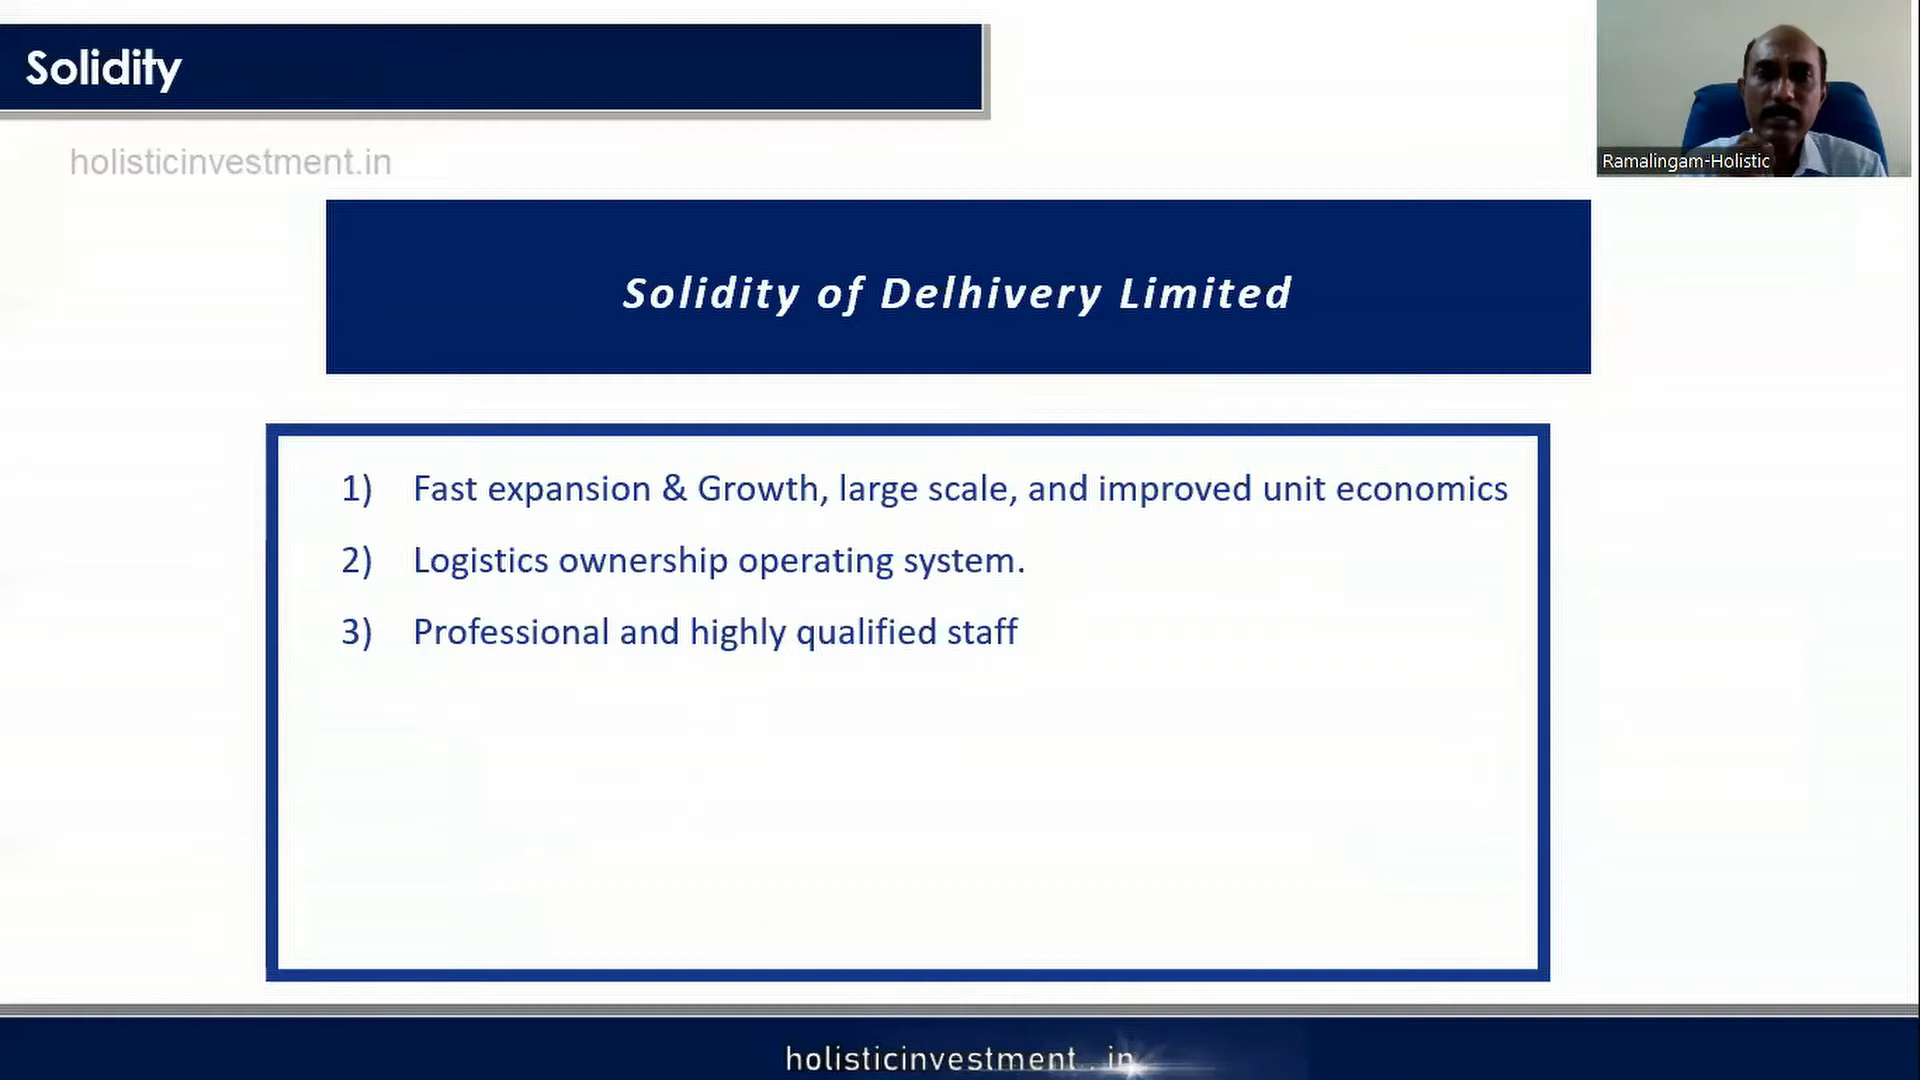 Solidity
holisticinvestment.in
Ramalingam-Holistic
Solidity of Delhivery Limited
1) Fast expansion & Growth, large scale, and improved unit economics
2) Logistics ownership operating system.
3) Professional and highly qualified staff
holisticinvestment . in